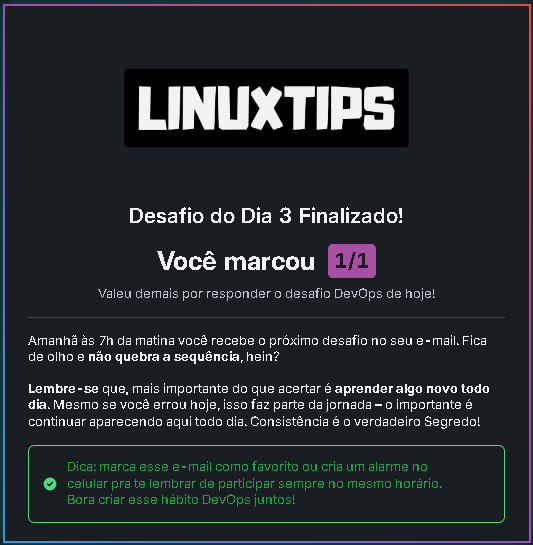 LINUXTIPS
Desafio do Dia 3 Finalizado!
Você marcou 1/1
Valeu demais por responder o desafio DevOps de hoje!
Amanhã às 7h da matina você recebe o próximo desafio no seu e-mail. Fica
de olho e não quebra a sequência, hein?
Lembre-se que, mais importante do que acertar é aprender algo novo todo
dia. Mesmo se você errou hoje, isso faz parte da jornada – o importante é
continuar aparecendo aqui todo dia. Consistência é o verdadeiro Segredo!
Dica: marca esse e-mail como favorito ou cria um alarme no
celular pra te lembrar de participar sempre no mesmo horário.
Bora criar esse hábito DevOps juntos!